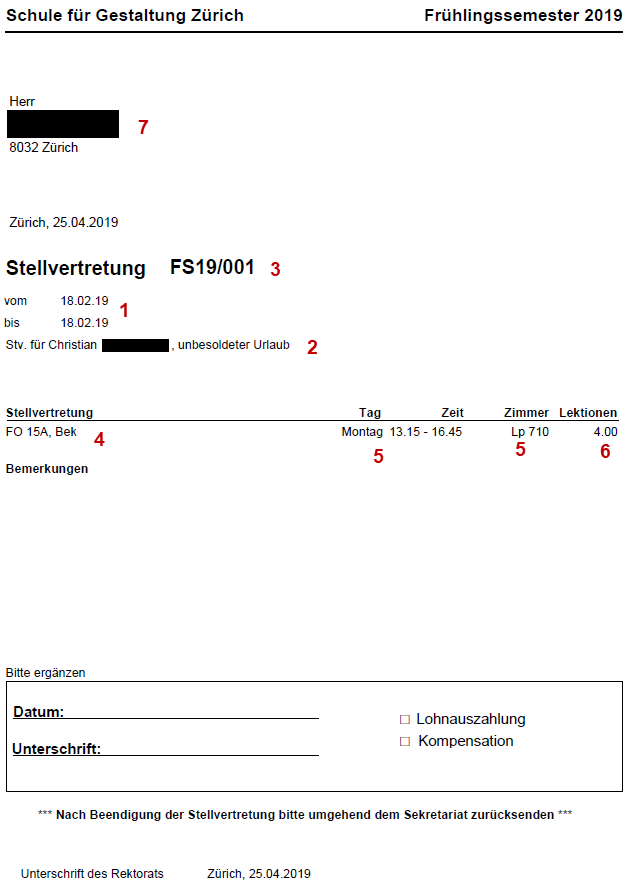 Schule für Gestaltung Zürich Frühlingssemester 2019
Herr
7
8032 Zürich
Zürich, 25.04.2019
Stellvertretung FS19/001 3
vom 18.02.19
1
bis 18.02.19
Stv. für Christian , unbesoldeter Urlaub 2
Stellvertretung Tag Zeit Zimmer Lektionen
FO 15A, Bek 4 Montag 13.15 - 16.45 Lp 710 4.00
5 5 6
Bemerkungen
Bitte ergänzen
Datum: Lohnauszahlung
Unterschrift: Kompensation
*** Nach Beendigung der Stellvertretung bitte umgehend dem Sekretariat zurücksenden ***
Unterschrift des Rektorats Zürich, 25.04.2019